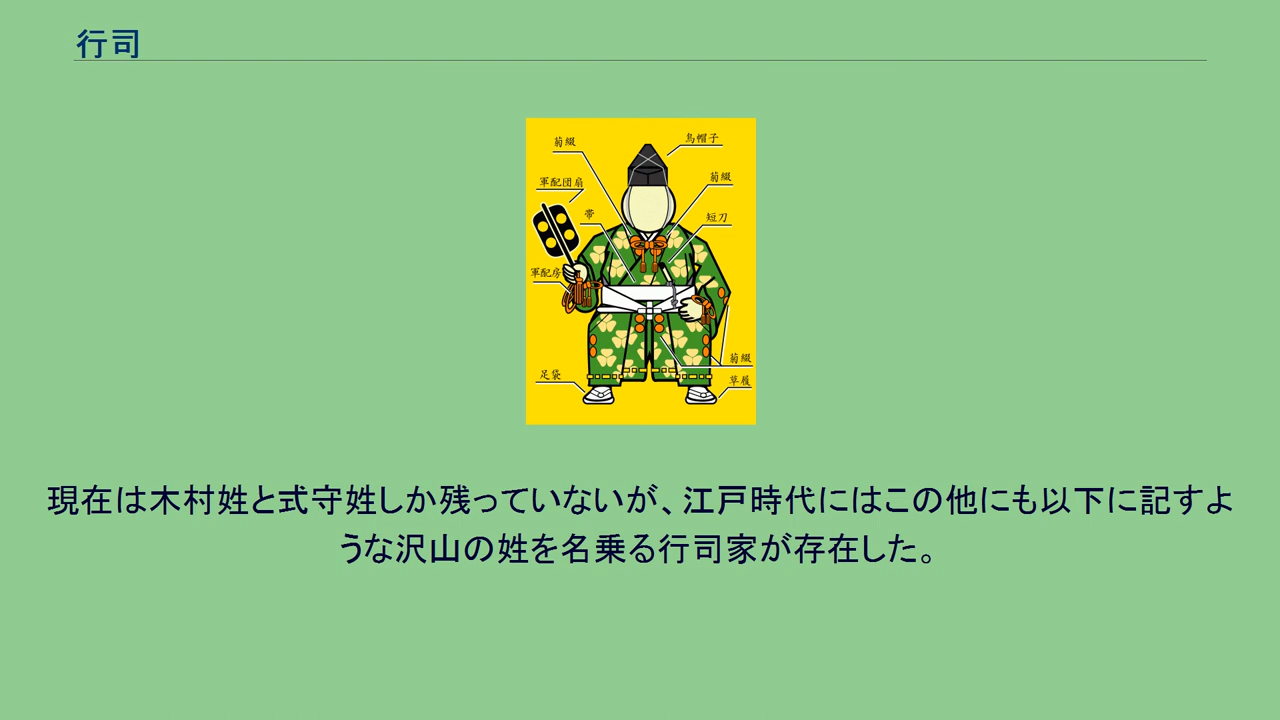 行司
菊綴
烏帽子
軍配団扇
菊綴
帯
短刀
軍配房
菊綴
足袋
草履
現在は木村姓と式守姓しか残っていないが、江戸時代にはこの他にも以下に記すよ
うな沢山の姓を名乗る行司家が存在した。